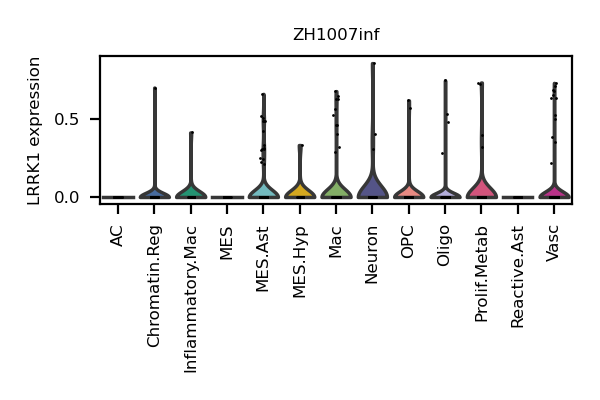 ZH1007inf
LRRK1 expression
0.5
0.0
AC
Chromatin.Reg
Inflammatory.Mac
MES
MES.Ast
MES.Hyp
Mac
Neuron
OPC
Oligo
Prolif.Metab
Reactive.Ast
Vasc